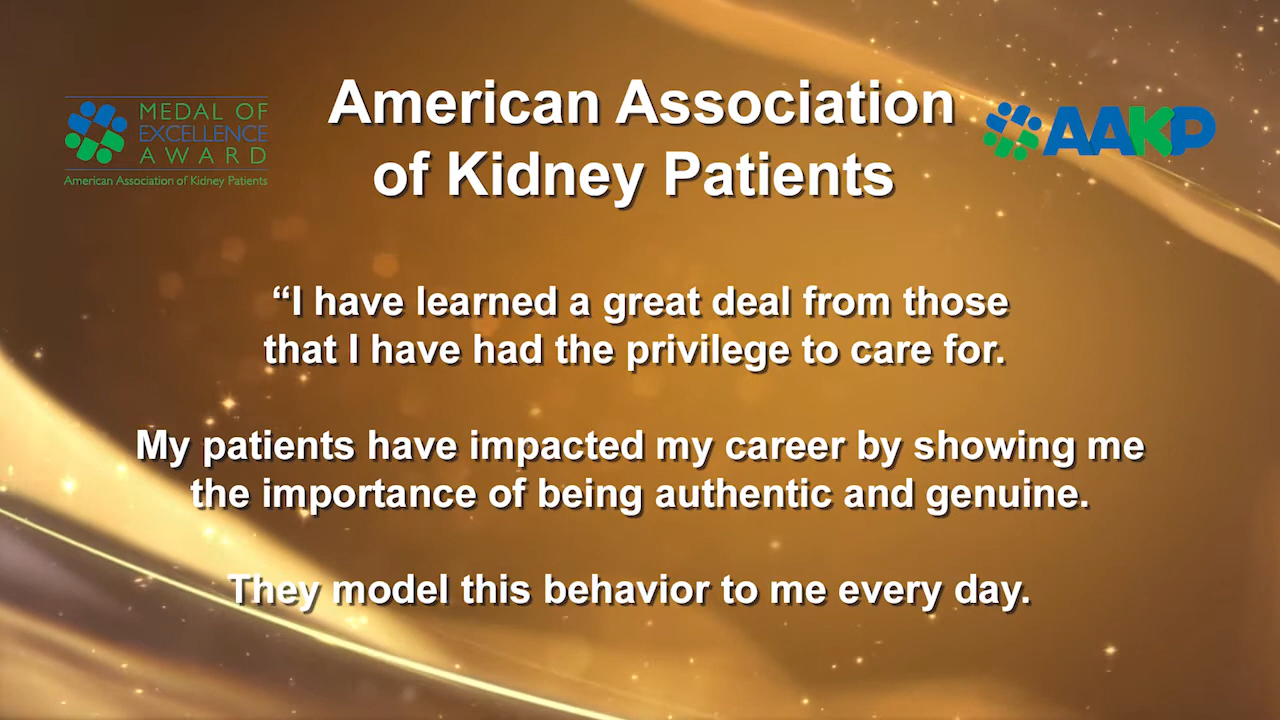 MEDAL OF
EXCELLENCE
AWARD
American Association of Kidney Patients
American Association
of Kidney Patients
AAKP
“I have learned a great deal from those
that I have had the privilege to care for.
My patients have impacted my career by showing me
the importance of being authentic and genuine.
They model this behavior to me every day.